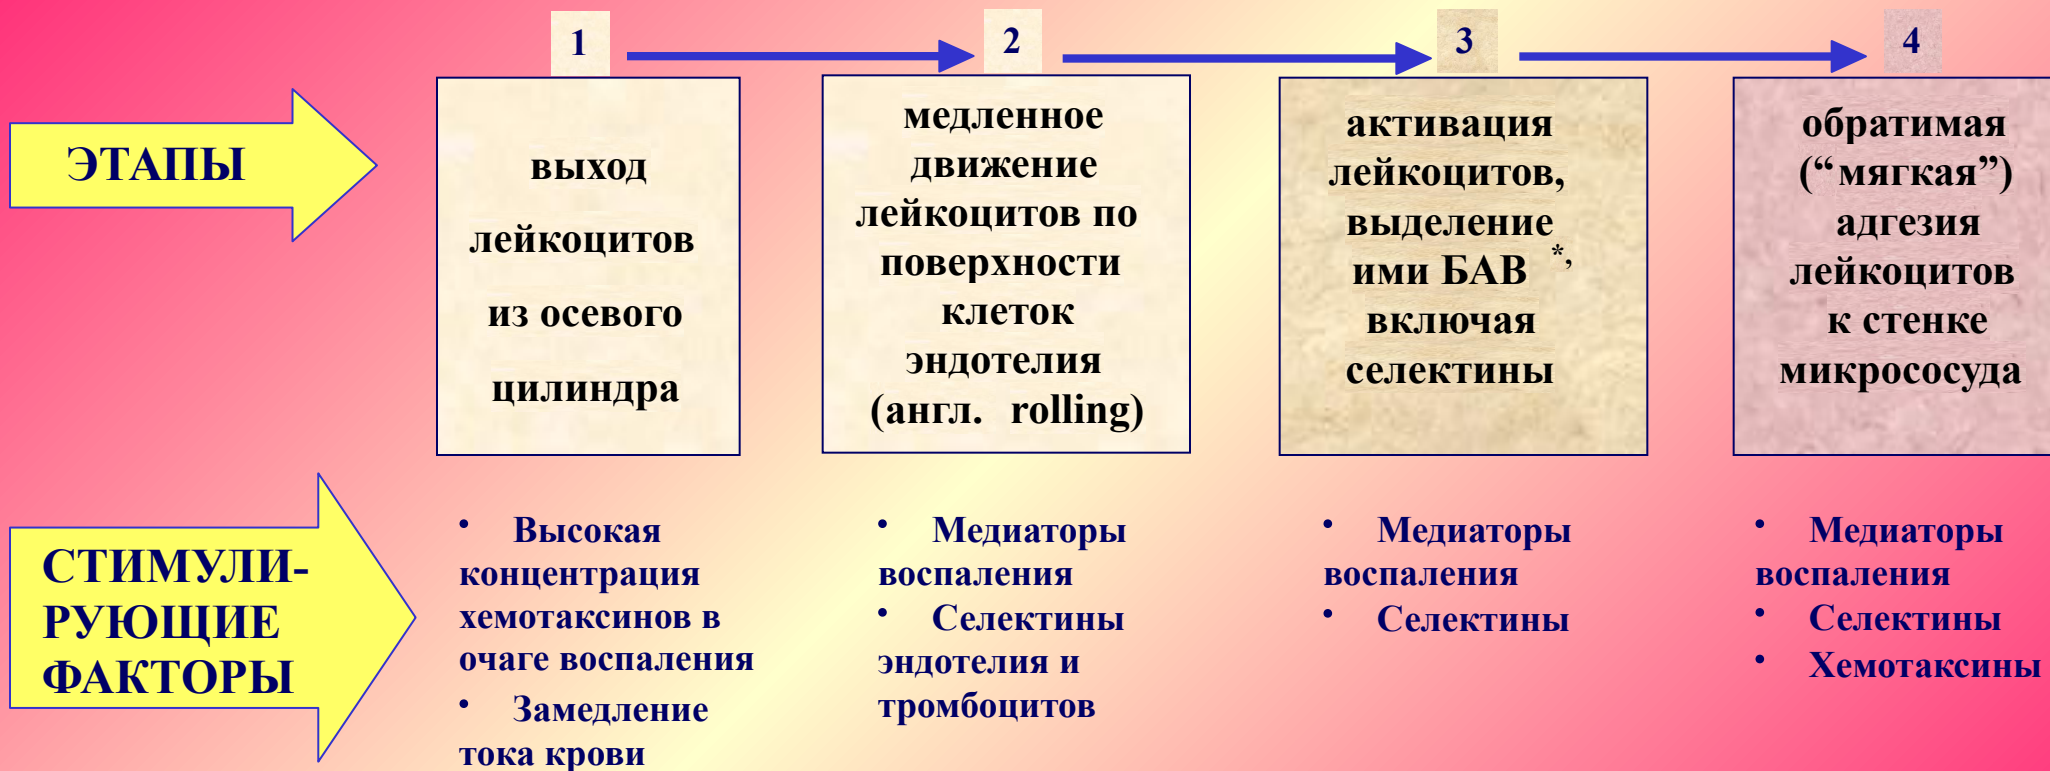 1
2
3
4
ЭТАПЫ
выход
лейкоцитов
из осевого
цилиндра
медленное
движение
лейкоцитов по
поверхности
клеток
эндотелия
(англ. rolling)
активация
лейкоцитов,
выделение
ими БАВ *,
включая
селектины
обратимая
(“мягкая”)
адгезия
лейкоцитов
к стенке
микрососуда
СТИМУЛИ-
РУЮЩИЕ
ФАКТОРЫ
• Высокая
концентрация
хемотаксинов в
очаге воспаления
• Замедление
тока крови
• Медиаторы
воспаления
• Селектины
эндотелия и
тромбоцитов
• Медиаторы
воспаления
• Селектины
• Медиаторы
воспаления
• Селектины
• Хемотаксины